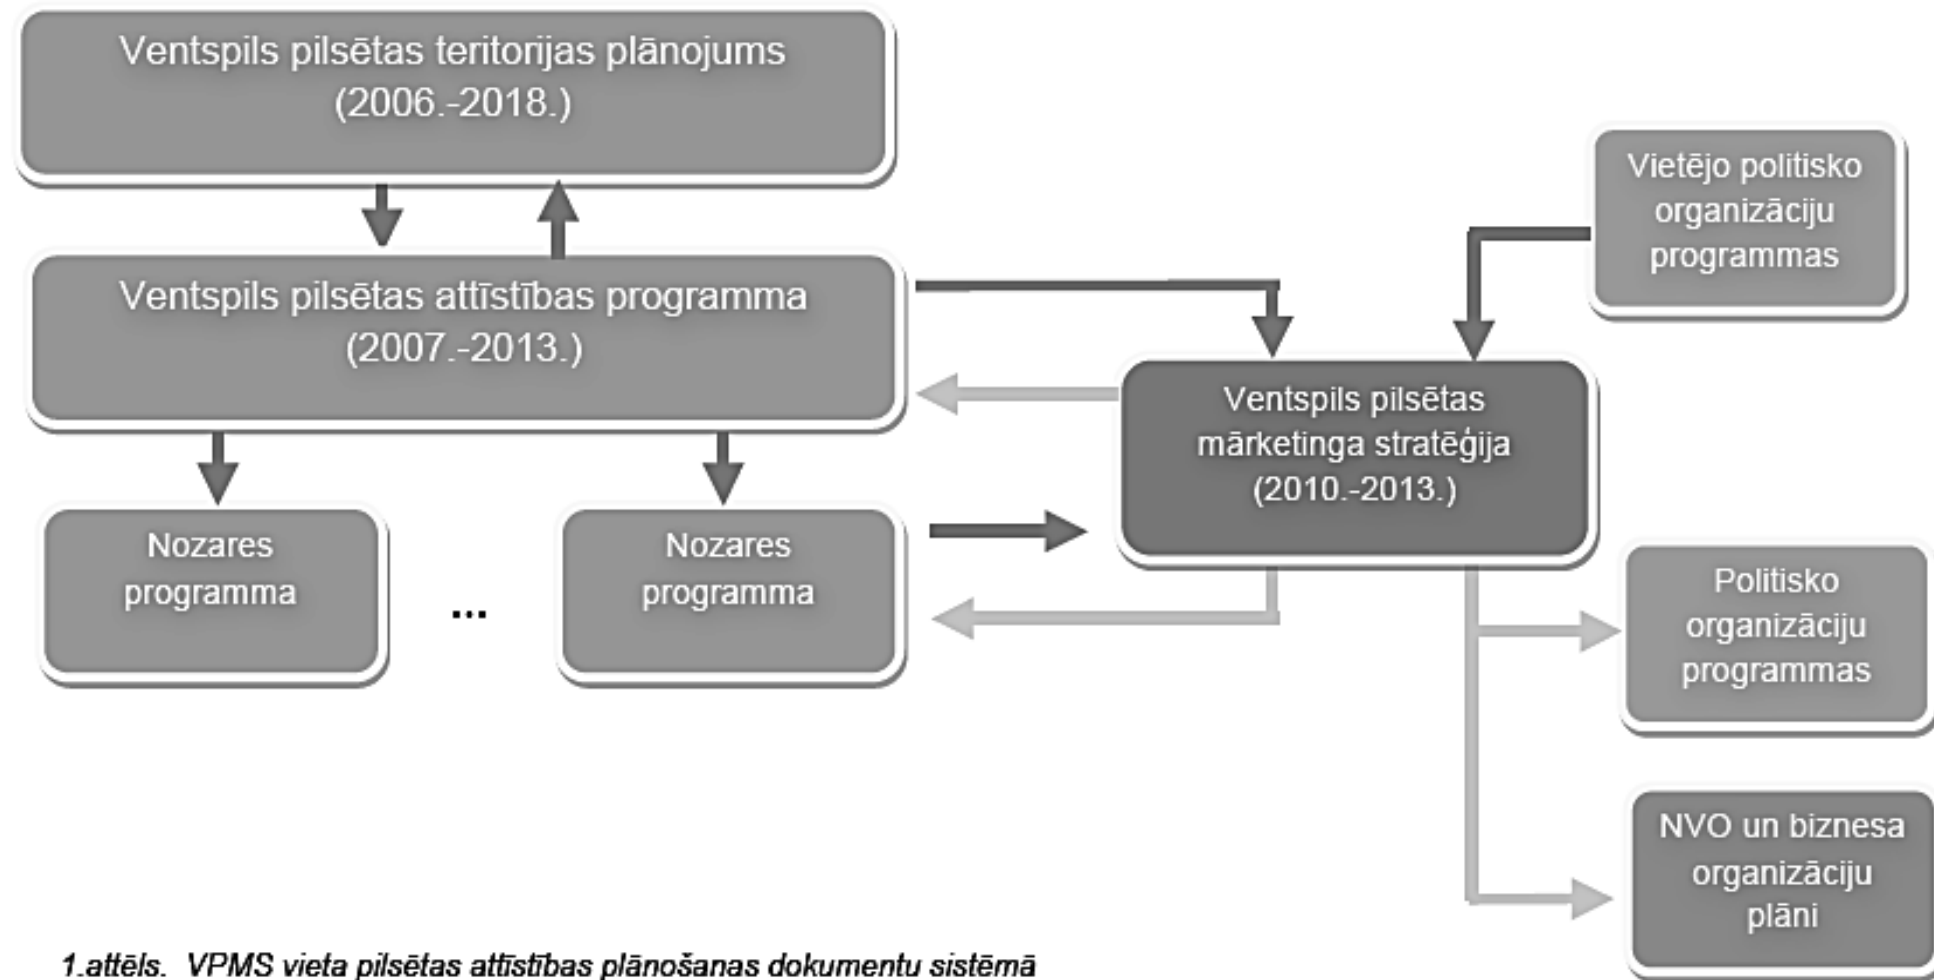 Ventspils pilsētas teritorijas plānojums
(2006.-2018.)
Vietējo politisko
organizāciju
programmas
Ventspils pilsētas attīstības programma
(2007.-2013.)
Ventspils pilsētas
mārketinga stratēģija
(2010.-2013.)
Nozares
programma
...
Nozares
programma
Politisko
organizāciju
programmas
NVO un biznesa
organizāciju
plāni
1.attēls. VPMS vieta pilsētas attīstības plānošanas dokumentu sistēmā